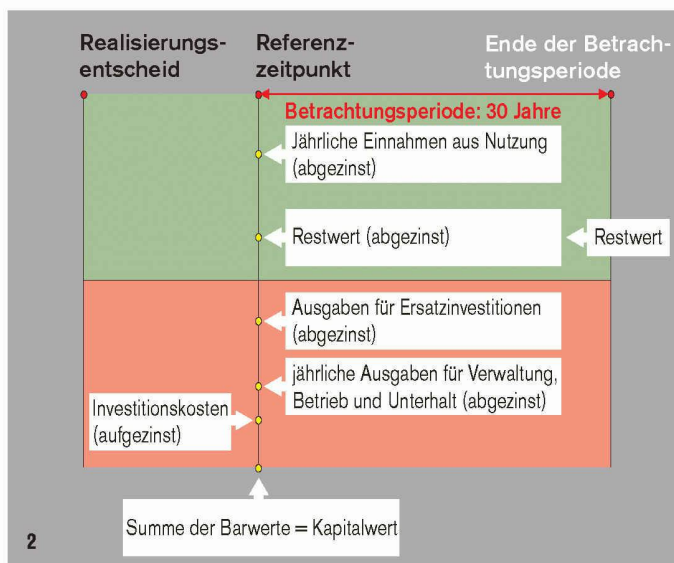 Realisierungs-
entscheid
Referenz-
zeitpunkt
Ende der Betrach-
tungsperiode
Betrachtungsperiode: 30 Jahre
Jährliche Einnahmen aus Nutzung
(abgezinst)
Restwert (abgezinst)
Restwert
Ausgaben für Ersatzinvestitionen
(abgezinst)
jährliche Ausgaben für Verwaltung,
Betrieb und Unterhalt (abgezinst)
Investitionskosten
(aufgezinst)
Summe der Barwerte = Kapitalwert
2